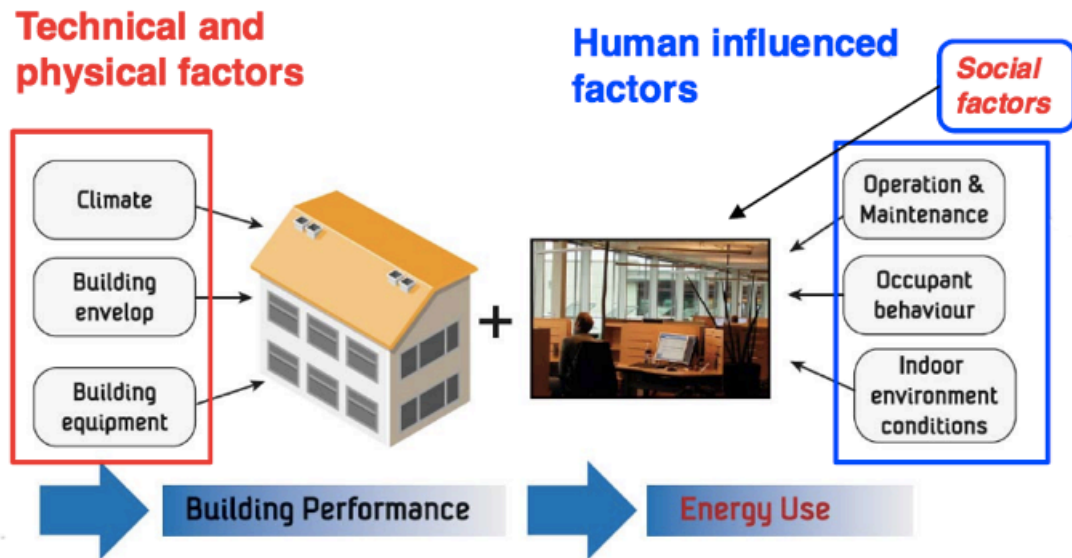 Technical and
physical factors
Human influenced
factors
Social
factors
Climate
Building
envelop
Building
equipment
+
Operation &
Maintenance
Occupant
behaviour
Indoor
environment
conditions
Building Performance
Energy Use